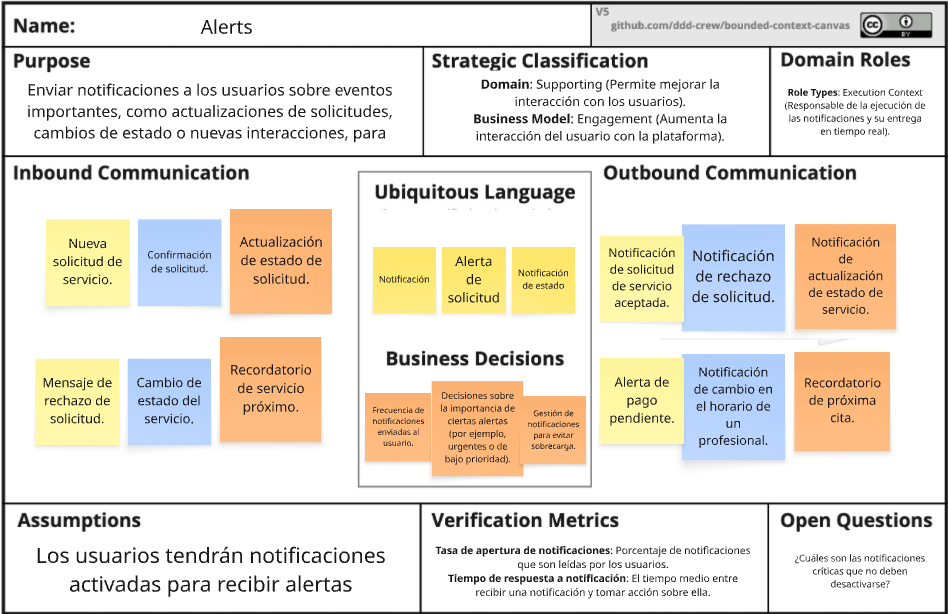 Name:
Alerts
V5
github.com/ddd-crew/bounded-context-canvas
cc
BY
Purpose
Enviar notificaciones a los usuarios sobre eventos
importantes, como actualizaciones de solicitudes,
cambios de estado o nuevas interacciones, para
Strategic Classification
Domain: Supporting (Permite mejorar la
interacción con los usuarios).
Business Model: Engagement (Aumenta la
interacción del usuario con la plataforma).
Domain Roles
Role Types: Execution Context
(Responsable de la ejecución de
las notificaciones y su entrega
en tiempo real).
Inbound Communication
Nueva
solicitud de
servicio.
Confirmación
de solicitud.
Actualización
de estado de
solicitud.
Mensaje de
rechazo de
solicitud.
Cambio de
estado del
servicio.
Recordatorio
de servicio
próximo.
Ubiquitous Language
Notificación
Alerta
de
solicitud
Notificación
de estado
Business Decisions
Frecuencia de
notificaciones
enviadas al
usuario.
Decisiones sobre
la importancia de
ciertas alertas
(por ejemplo,
urgentes o de
bajo prioridad).
Gestión de
notificaciones
para evitar
sobrecarga.
Outbound Communication
Notificación
de solicitud
de servicio
aceptada.
Notificación
de rechazo
de solicitud.
Notificación
de
actualización
de estado de
servicio.
Alerta de
pago
pendiente.
Notificación
de cambio en
el horario de
un
profesional.
Recordatorio
de próxima
cita.
Assumptions
Los usuarios tendrán notificaciones
activadas para recibir alertas
Verification Metrics
Tasa de apertura de notificaciones: Porcentaje de notificaciones
que son leídas por los usuarios.
Tiempo de respuesta a notificación: El tiempo medio entre
recibir una notificación y tomar acción sobre ella.
Open Questions
¿Cuáles son las notificaciones
críticas que no deben
desactivarse?